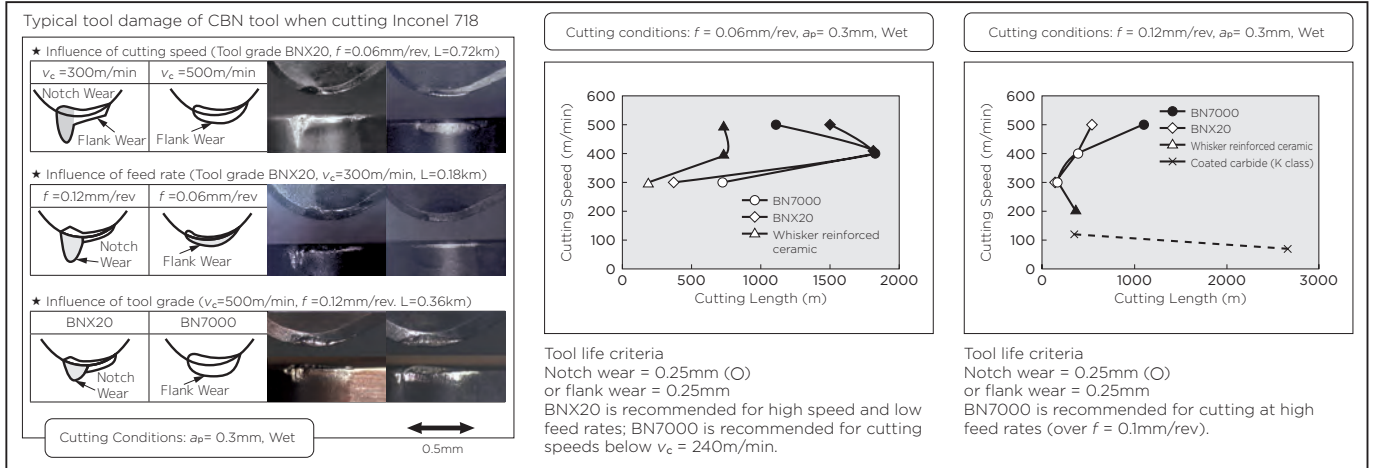 Typical tool damage of CBN tool when cutting Inconel 718
★ Influence of cutting speed (Tool grade BNX20, f =0.06mm/rev, L=0.72km)
vc =300m/min
vc =500m/min
Notch Wear
Flank Wear
Flank Wear
★ Influence of feed rate (Tool grade BNX20, vc=300m/min, L=0.18km)
f =0.12mm/rev
f =0.06mm/rev
Notch
Wear
Flank Wear
★ Influence of tool grade (vc=500m/min, f =0.12mm/rev. L=0.36km)
BNX20
BN7000
Notch
Wear
Flank Wear
Cutting Conditions: ap= 0.3mm, Wet
0.5mm
Cutting conditions: f = 0.06mm/rev, ap= 0.3mm, Wet
Cutting Speed (m/min)
600
500
400
300
200
100
0
0
500
1000
1500
2000
Cutting Length (m)
BN7000
BNX20
Whisker reinforced
ceramic
Tool life criteria
Notch wear = 0.25mm (○)
or flank wear = 0.25mm
BNX20 is recommended for high speed and low
feed rates; BN7000 is recommended for cutting
speeds below vc = 240m/min.
Cutting conditions: f = 0.12mm/rev, ap= 0.3mm, Wet
Cutting Speed (m/min)
600
500
400
300
200
100
0
0
1000
2000
3000
Cutting Length (m)
BN7000
BNX20
Whisker reinforced ceramic
Coated carbide (K class)
Tool life criteria
Notch wear = 0.25mm (○)
or flank wear = 0.25mm
BN7000 is recommended for cutting at high
feed rates (over f = 0.1mm/rev).